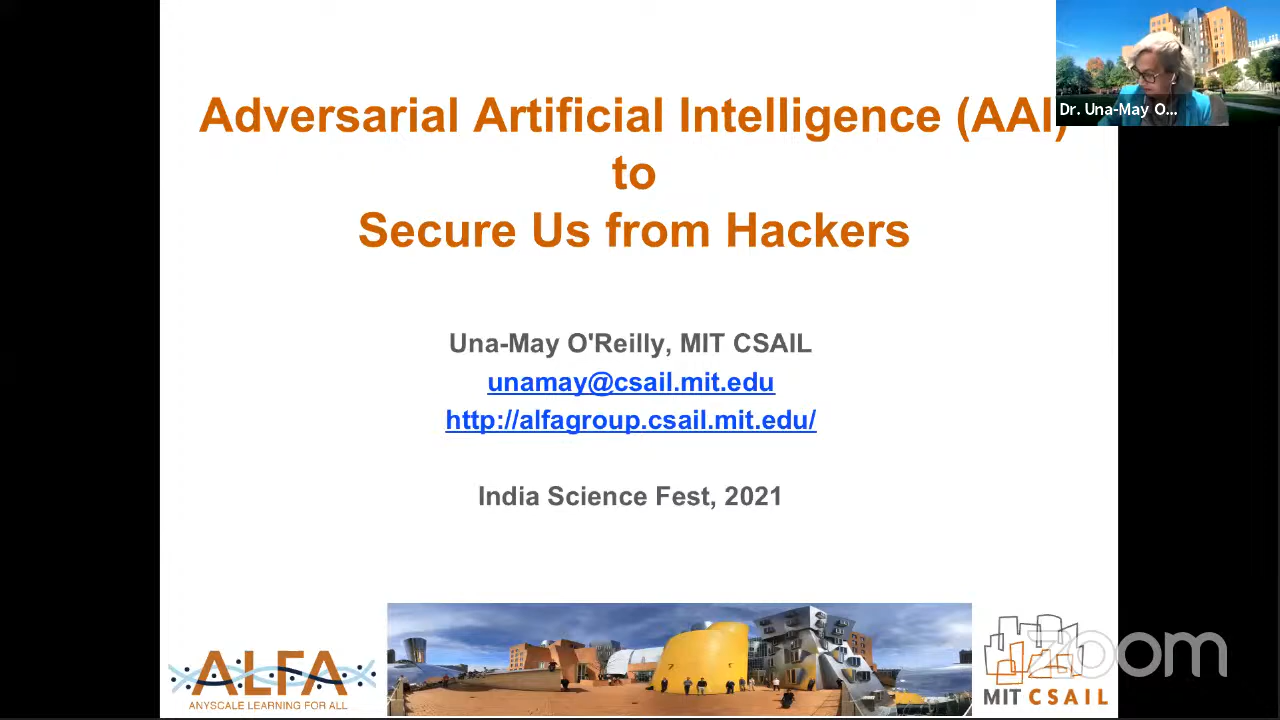 Adversarial Artificial Intelligence (AAI)
to
Secure Us from Hackers
Dr. Una-May O...
Una-May O'Reilly, MIT CSAIL
unamay@csail.mit.edu
http://alfagroup.csail.mit.edu/
India Science Fest, 2021
ALFA
ANYSCALE LEARNING FOR ALL
MIT CSAIL
zoom